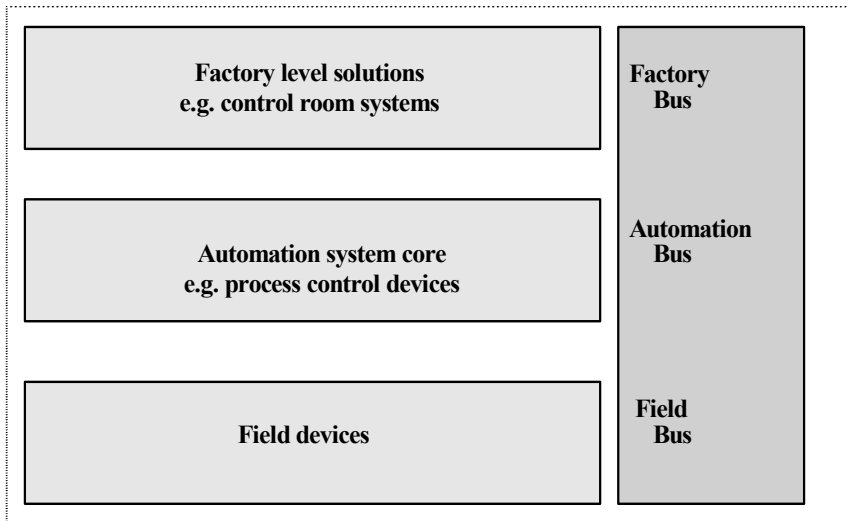 Factory level solutions
e.g. control room systems
Factory
Bus
Automation system core
e.g. process control devices
Automation
Bus
Field devices
Field
Bus